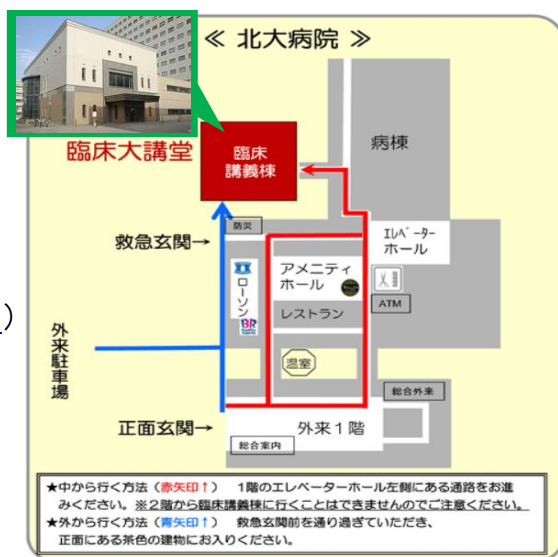 ≪ 北大病院 ≫
臨床大講堂
臨床
講義棟
病棟
防災
救急玄関→
エレベーター
ホール
アメニティ
ホール
ローソン
BR
ATM
レストラン
)
外来駐車場
温室
総合外来
正面玄関→
外来1階
総合案内
★中から行く方法（赤矢印↑） 1階のエレベーターホール左側にある通路をお進
みください。※２階から臨床講義棟に行くことはできませんのでご注意ください。
★外から行く方法（青矢印↑） 救急玄関前を通り過ぎていただき、
正面にある茶色の建物にお入りください。